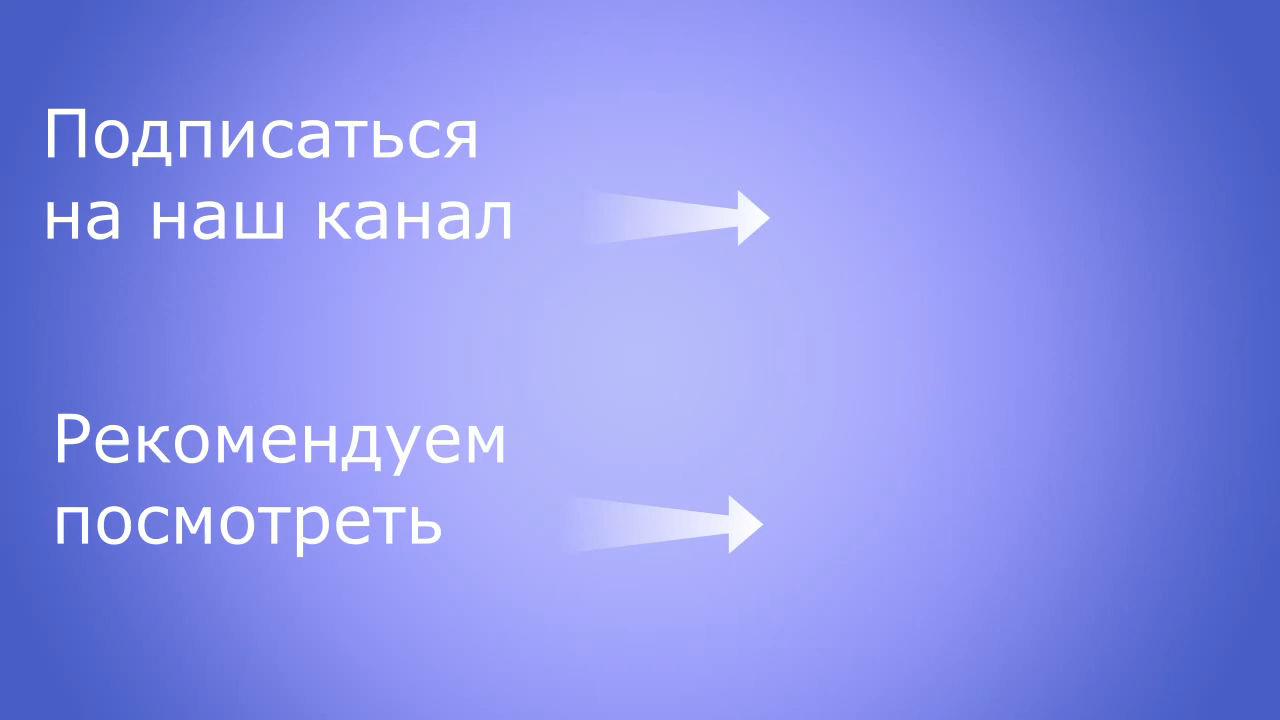 Подписаться
на наш канал
Рекомендуем
посмотреть